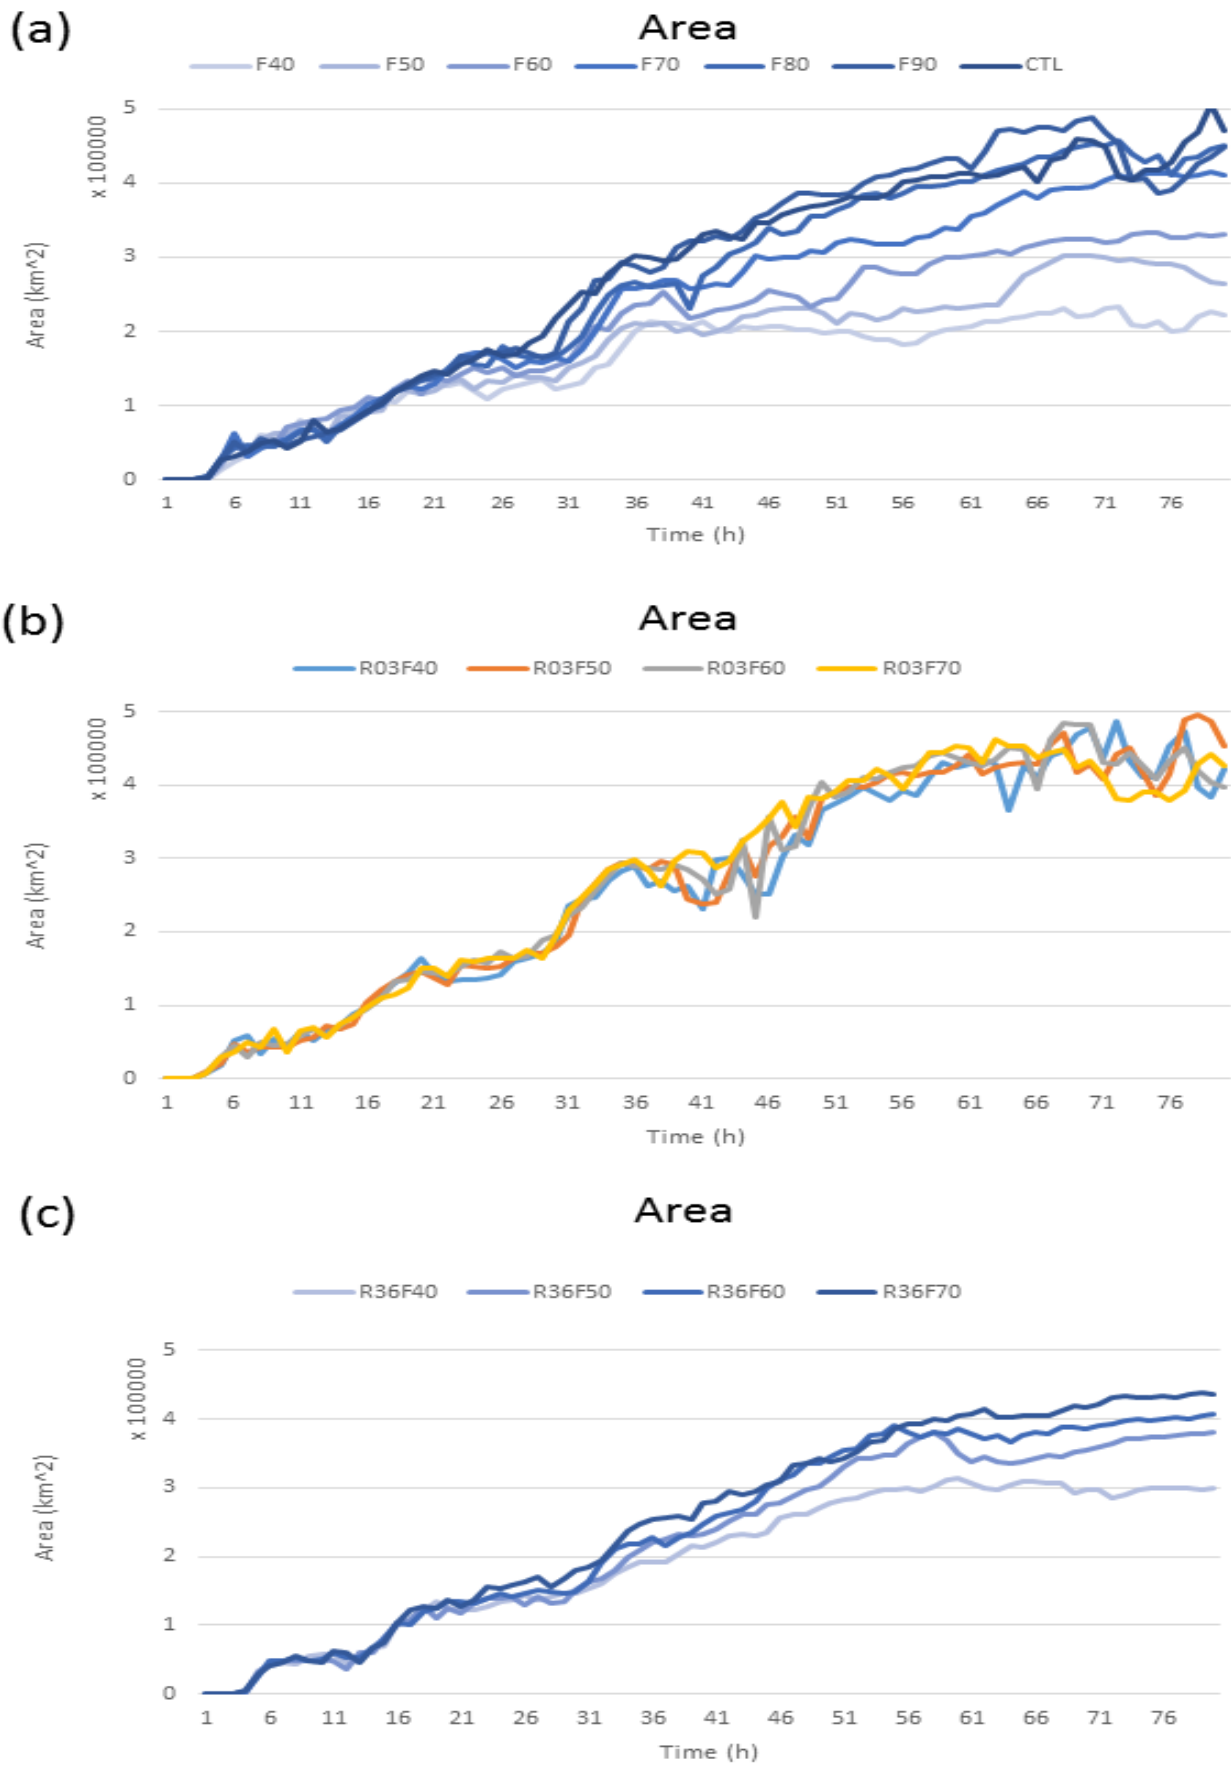 (a)
Area
F40 F50 F60 F70 F80 F90 CTL
x 100000
Area (km^2)
5
4
3
2
1
0
1 6 11 16 21 26 31 36 41 46 51 56 61 66 71 76
Time (h)
(b)
Area
R03F40 R03F50 R03F60 R03F70
x 100000
Area (km^2)
5
4
3
2
1
0
1 6 11 16 21 26 31 36 41 46 51 56 61 66 71 76
Time (h)
(c)
Area
R36F40 R36F50 R36F60 R36F70
x 100000
Area (km^2)
5
4
3
2
1
0
1 6 11 16 21 26 31 36 41 46 51 56 61 66 71 76
Time (h)